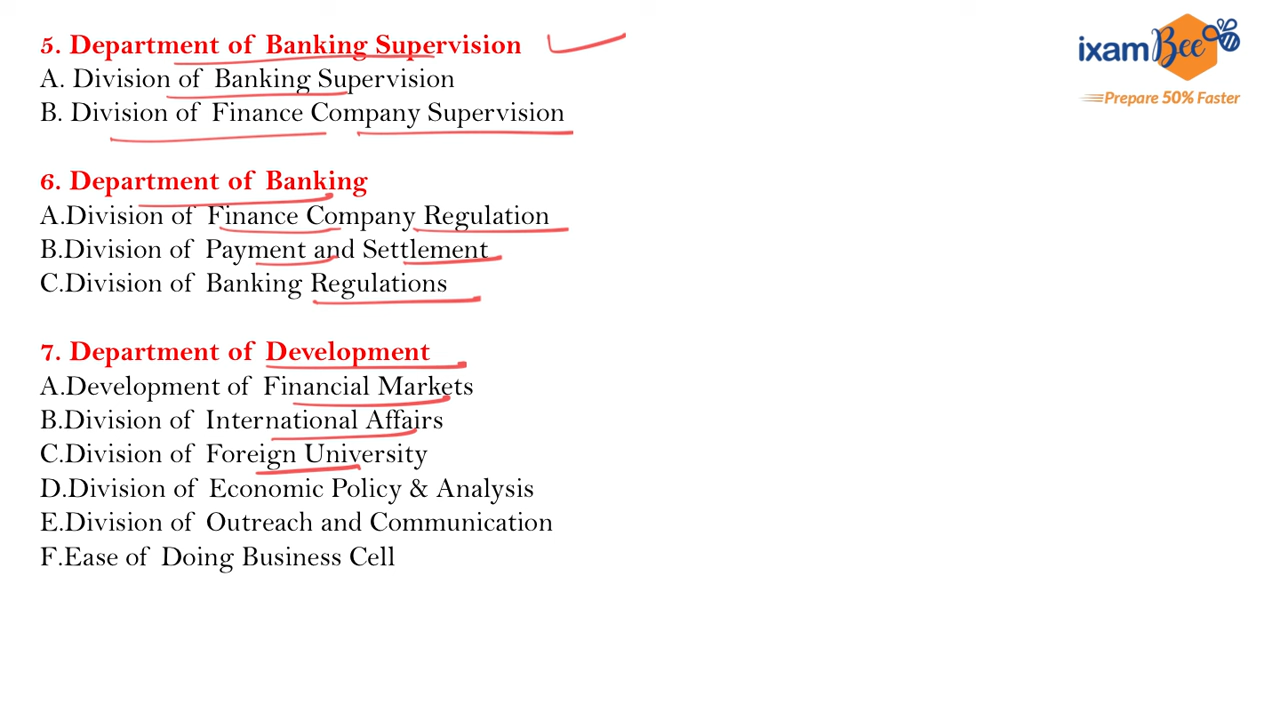 5. Department of Banking Supervision
A. Division of Banking Supervision
B. Division of Finance Company Supervision
6. Department of Banking
A.Division of Finance Company Regulation
B.Division of Payment and Settlement
C.Division of Banking Regulations
7. Department of Development
A.Development of Financial Markets
B.Division of International Affairs
C.Division of Foreign University
D.Division of Economic Policy & Analysis
E.Division of Outreach and Communication
F.Ease of Doing Business Cell
ixamBee
Prepare 50% Faster